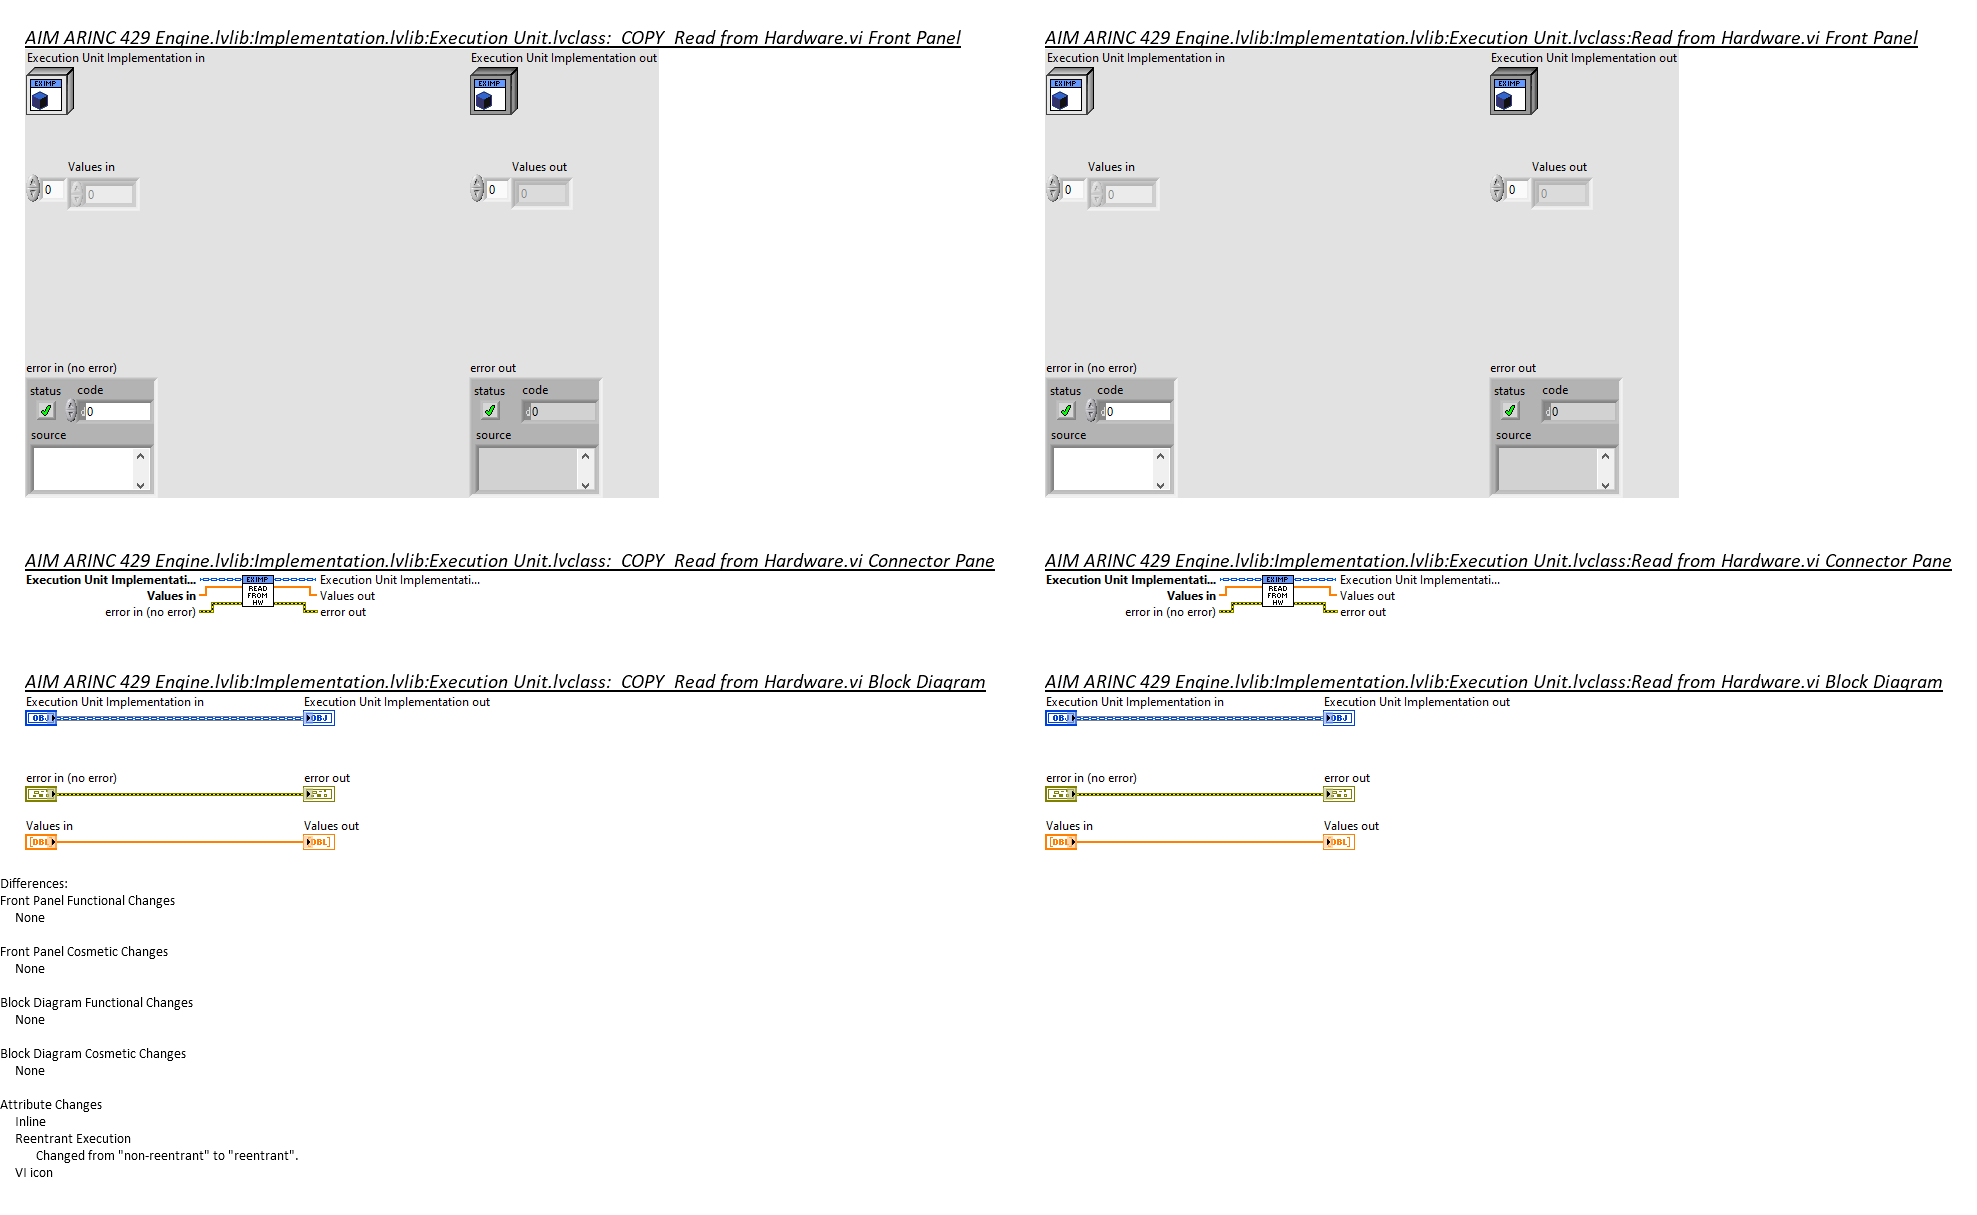 AIM ARINC 429 Engine.lvlib:Implementation.lvlib:Execution Unit.lvclass:  COPY  Read from Hardware.vi Front Panel
Execution Unit Implementation in
Execution Unit Implementation out
EXIMP
EXIMP
Values in
Values out
0
0
0
0
error in (no error)
error out
status
code
status
code
d0
d0
source
source
AIM ARINC 429 Engine.lvlib:Implementation.lvlib:Execution Unit.lvclass:  COPY  Read from Hardware.vi Connector Pane
Execution Unit Implementati...
EXIMP
Execution Unit Implementati...
Values in
READ
FROM
HW
Values out
error in (no error)
error out
AIM ARINC 429 Engine.lvlib:Implementation.lvlib:Execution Unit.lvclass:  COPY  Read from Hardware.vi Block Diagram
Execution Unit Implementation in
Execution Unit Implementation out
OBJ
OBJ
error in (no error)
error out
Values in
Values out
[DBL]
[DBL]
AIM ARINC 429 Engine.lvlib:Implementation.lvlib:Execution Unit.lvclass:Read from Hardware.vi Front Panel
Execution Unit Implementation in
Execution Unit Implementation out
EXIMP
EXIMP
Values in
Values out
0
0
0
0
error in (no error)
error out
status
code
status
code
d0
d0
source
source
AIM ARINC 429 Engine.lvlib:Implementation.lvlib:Execution Unit.lvclass:Read from Hardware.vi Connector Pane
Execution Unit Implementati...
EXIMP
Execution Unit Implementati...
Values in
READ
FROM
HW
Values out
error in (no error)
error out
AIM ARINC 429 Engine.lvlib:Implementation.lvlib:Execution Unit.lvclass:Read from Hardware.vi Block Diagram
Execution Unit Implementation in
Execution Unit Implementation out
OBJ
OBJ
error in (no error)
error out
Values in
Values out
[DBL]
[DBL]
Differences:
Front Panel Functional Changes
None
Front Panel Cosmetic Changes
None
Block Diagram Functional Changes
None
Block Diagram Cosmetic Changes
None
Attribute Changes
Inline
Reentrant Execution
Changed from "non-reentrant" to "reentrant".
VI icon